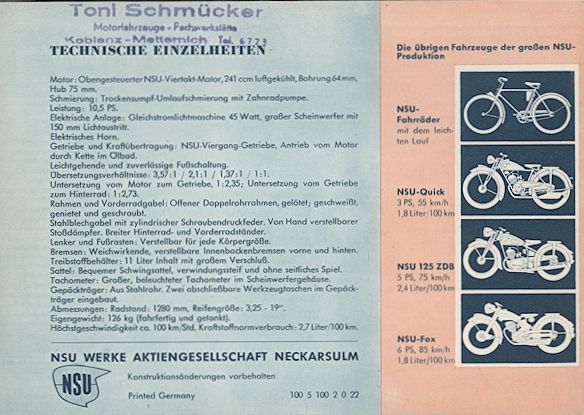 Toni Schmücker
Motorfahrzeuge - Fachwerkstätte
Koblenz-Metternich Tel. 6773
TECHNISCHE EINZELHEITEN
Motor: Obengesteuerter NSU-Viertakt-Motor, 241 ccm luftgekühlt, Bohrung 64 mm,
Hub 75 mm.
Schmierung: Trockensumpf-Umlaufschmierung mit Zahnradpumpe.
Leistung: 10,5 PS.
Elektrische Anlage: Gleichstromlichtmaschine 45 Watt, großer Scheinwerfer mit
150 mm Lichtaustritt.
Elektrisches Horn.
Getriebe und Kraftübertragung: NSU-Viergang-Getriebe, Antrieb vom Motor
durch Kette im Ölbad.
Leichtgehende und zuverlässige Fußschaltung.
Übersetzungsverhältnisse: 3,57:1 / 2,1:1 / 1,37:1 / 1:1.
Untersetzung vom Motor zum Getriebe, 1:2,35; Untersetzung vom Getriebe
zum Hinterrad: 1:2,73.
Rahmen und Vorderradgabel: Offener Doppelrohrrahmen, gelötet; geschweißt,
genietet und geschraubt.
Stahlblechgabel mit zylindrischer Schraubendruckfeder. Von Hand verstellbarer
Stoßdämpfer. Breiter Hinterrad- und Vorderradständer.
Lenker und Fußrasten: Verstellbar für jede Körpergröße.
Bremsen: Weichwirkende, verstellbare Innenbackenbremsen vorne und hinten.
Treibstoffbehälter: 11 Liter Inhalt mit großem Verschluß.
Sattel: Bequemer Schwingsattel, verwindungssteif und ohne seitliches Spiel.
Tachometer: Großer, beleuchteter Tachometer im Scheinwerfergehäuse.
Gepäckträger: Aus Stahlrohr. Zwei abschließbare Werkzeugtaschen im Gepäck-
träger eingebaut.
Abmessungen: Radstand: 1280 mm, Reifengröße: 3,25 - 19".
Eigengewicht: 126 kg (fahrfertig und getankt).
Höchstgeschwindigkeit ca. 100 km/Std. Kraftstoffnormverbrauch: 2,7 Liter/100 km.
NSU WERKE AKTIENGESELLSCHAFT NECKARSULM
NSU
Konstruktionsänderungen vorbehalten
Printed Germany 100 5 100 2 0 22
Die übrigen Fahrzeuge der großen NSU-
Produktion
NSU-
Fahrräder
mit dem leich-
ten Lauf
NSU-Quick
3 PS, 55 km/h
1,8 Liter/100 km
NSU 125 ZDB
5 PS, 75 km/h
2,4 Liter/100 km
NSU-Fox
6 PS, 85 km/h
1,8 Liter/100 km